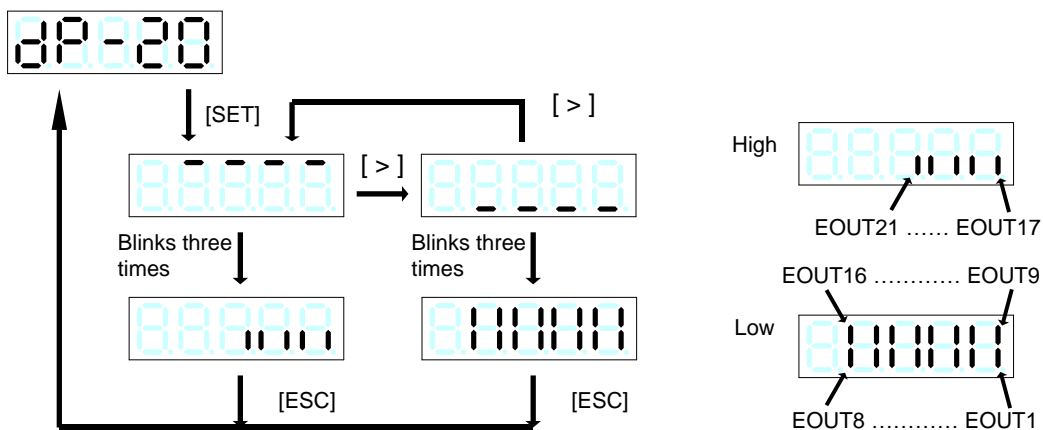 dP-20
[SET]
[ > ]
[ > ]
Blinks three
times
Blinks three
times
[ESC]
[ESC]
High
EOUT21 …… EOUT17
EOUT16 ………… EOUT9
Low
EOUT8 ………… EOUT1